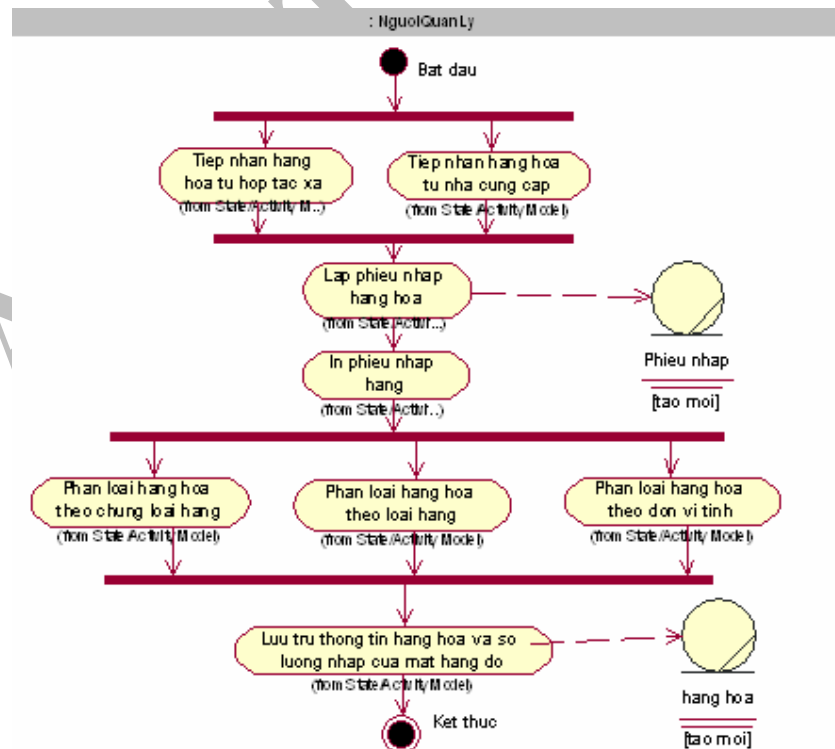 : NguoiQuanLy
Bat dau
Tiep nhan hang
hoa tu hop tac xa
(from State/Activity M...)
Tiep nhan hang hoa
tu nha cung cap
(from State/Activity Model)
Lap phieu nhap
hang hoa
(from State/Activit...)
Phieu nhap
[tao moi]
In phieu nhap
hang
(from State/Activit...)
Phan loai hang hoa
theo chung loai hang
(from State/Activity Model)
Phan loai hang hoa
theo loai hang
(from State/Activity Model)
Phan loai hang hoa
theo don vi tinh
(from State/Activity Model)
Luu tru thong tin hang hoa va so
luong nhap cua mat hang do
(from State/Activity Model)
hang hoa
[tao moi]
Ket thuc